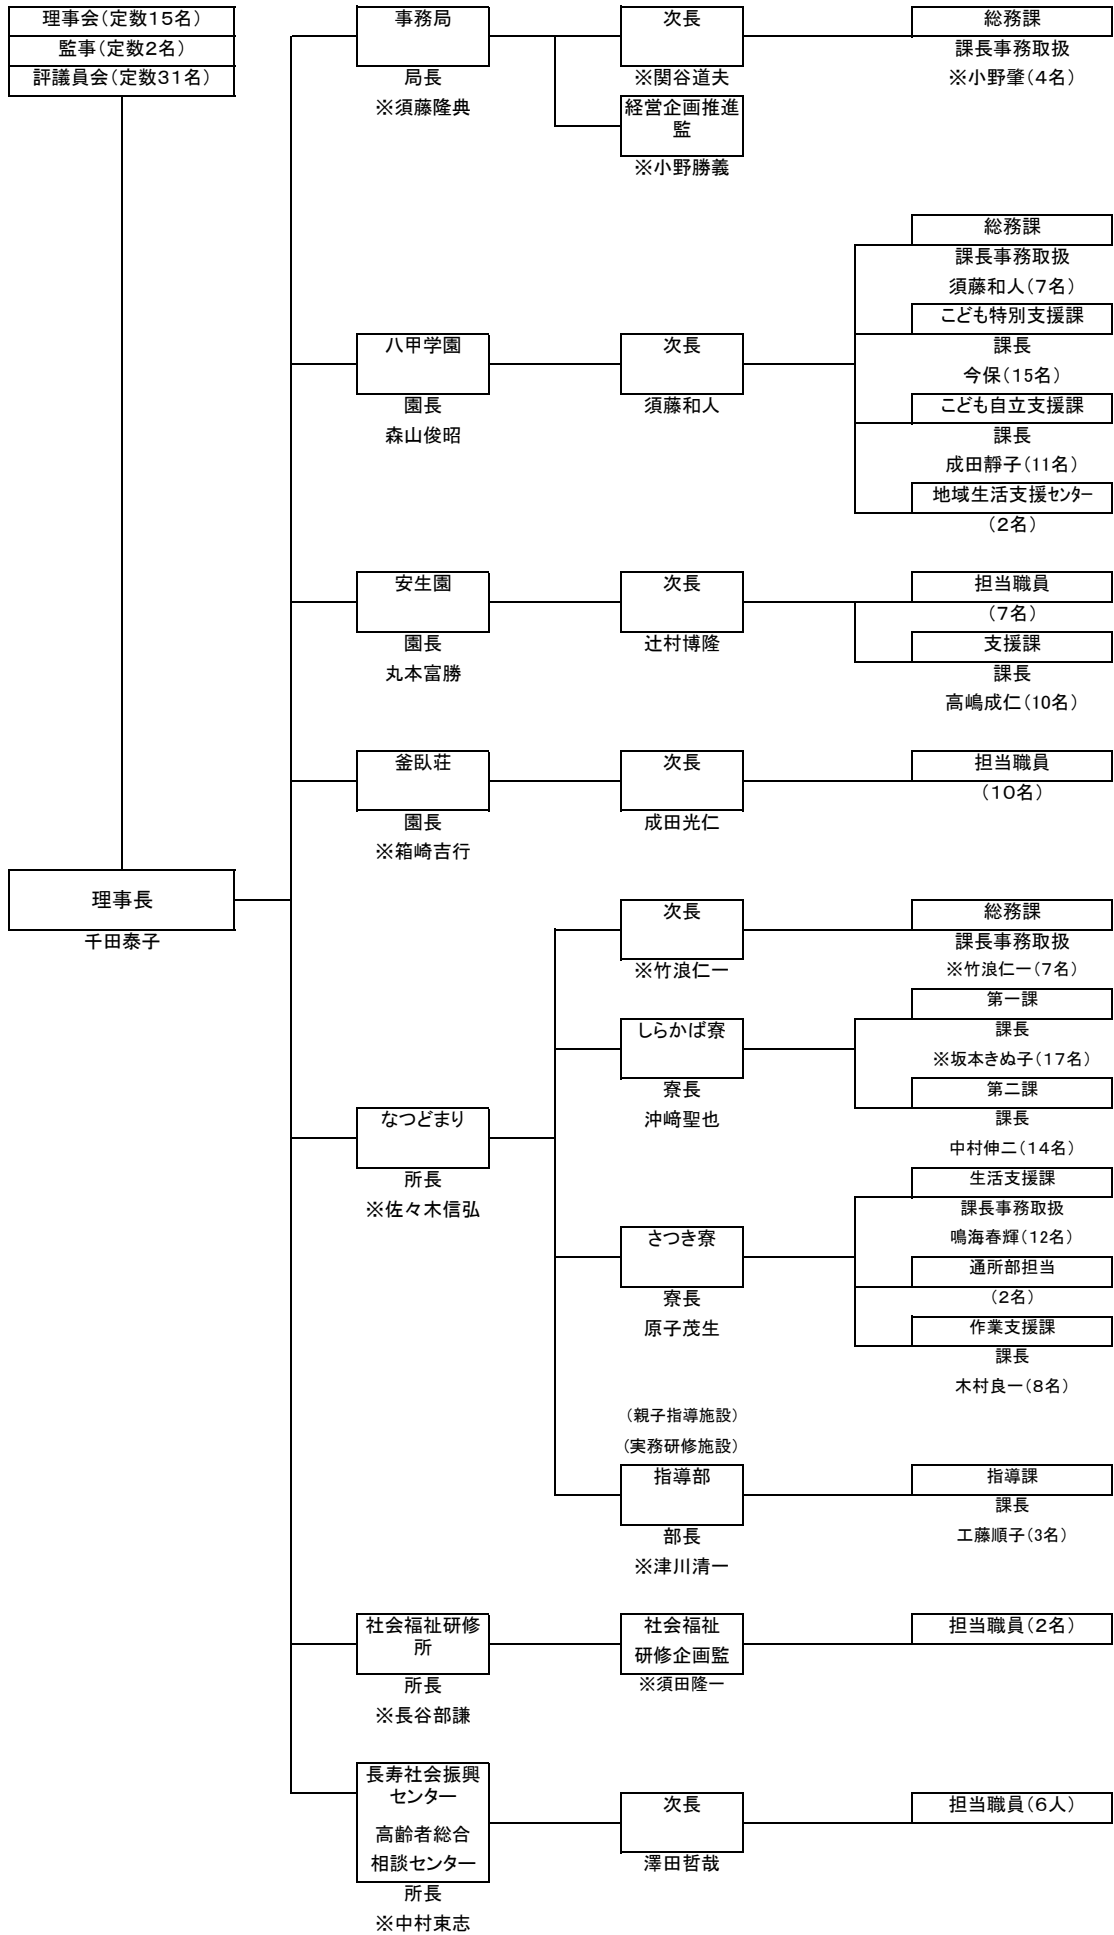 理事会（定数１５名）
監事（定数２名）
評議員会（定数３１名）
理事長
千田泰子
事務局
局長
※須藤隆典
次長
※関谷道夫
経営企画推進
監
※小野勝義
総務課
課長事務取扱
※小野肇（４名）
八甲学園
園長
森山俊昭
次長
須藤和人
総務課
課長事務取扱
須藤和人（７名）
こども特別支援課
課長
今保（15名）
こども自立支援課
課長
成田靜子（11名）
地域生活支援ｾﾝﾀｰ
（２名）
安生園
園長
丸本富勝
次長
辻村博隆
担当職員
（７名）
支援課
課長
高嶋成仁（10名）
釜臥荘
園長
※箱崎吉行
次長
成田光仁
担当職員
（１０名）
なつどまり
所長
※佐々木信弘
次長
※竹浪仁一
総務課
課長事務取扱
※竹浪仁一（７名）
しらかば寮
寮長
沖﨑聖也
第一課
課長
※坂本きぬ子（１７名）
第二課
課長
中村伸二（１４名）
さつき寮
寮長
原子茂生
生活支援課
課長事務取扱
鳴海春輝（１２名）
通所部担当
（２名）
作業支援課
課長
木村良一（８名）
（親子指導施設）
（実務研修施設）
指導部
部長
※津川清一
指導課
課長
工藤順子（3名）
社会福祉研修
所
所長
※長谷部謙
社会福祉
研修企画監
※須田隆一
担当職員（２名）
長寿社会振興
センター
高齢者総合
相談センター
所長
※中村東志
次長
澤田哲哉
担当職員（６人）